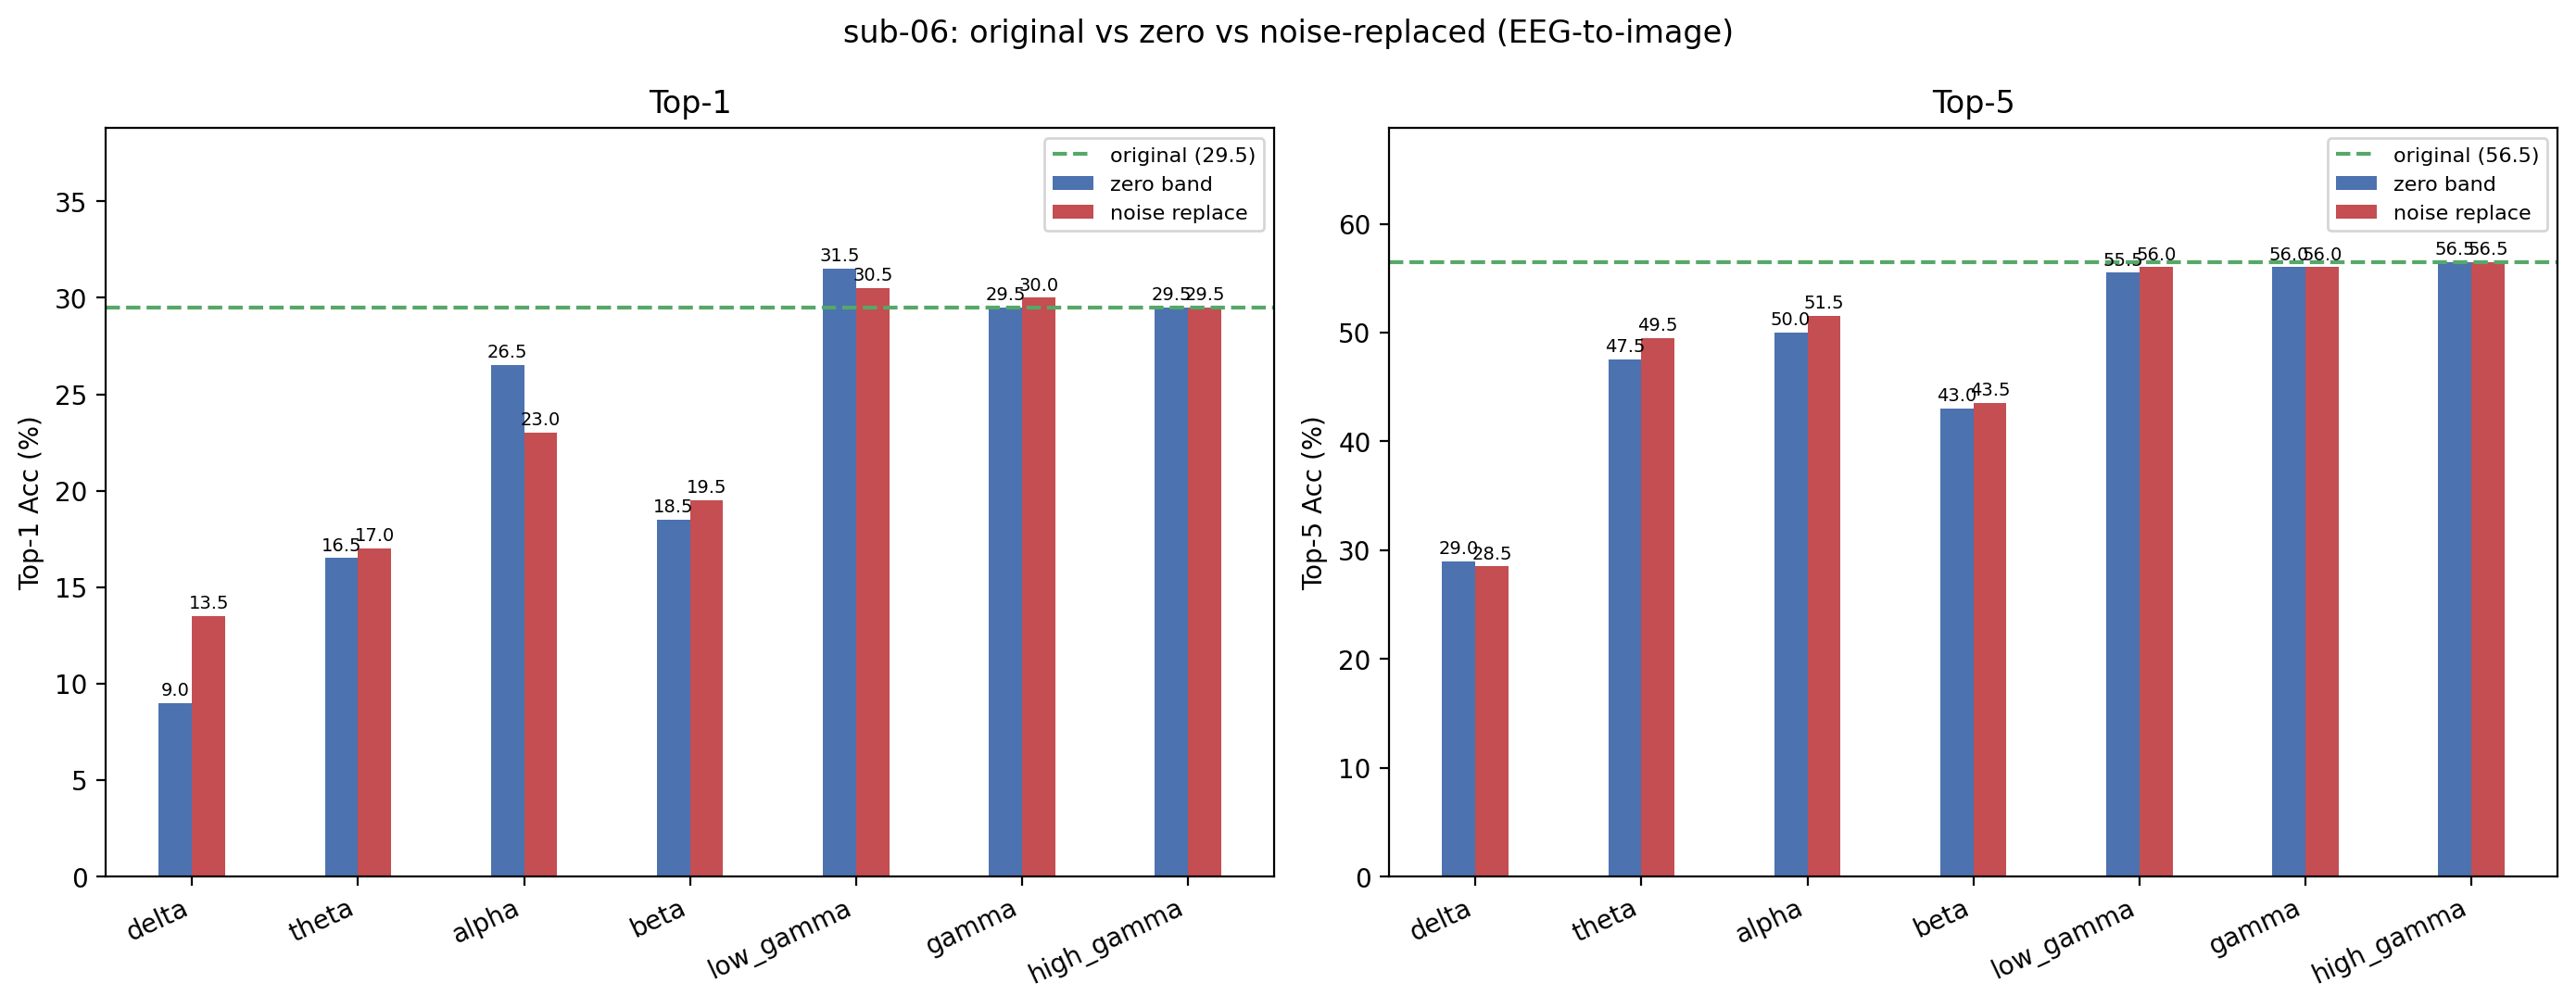 sub-06: original vs zero vs noise-replaced (EEG-to-image)
Top-1
original (29.5)
zero band
noise replace
Top-1 Acc (%)
35
30
25
20
15
10
5
0
9.0
13.5
16.5
17.0
26.5
23.0
18.5
19.5
31.5
30.5
29.5
30.0
29.5
29.5
delta
theta
alpha
beta
low_gamma
gamma
high_gamma
Top-5
original (56.5)
zero band
noise replace
Top-5 Acc (%)
60
50
40
30
20
10
0
29.0
28.5
47.5
49.5
50.0
51.5
43.0
43.5
55.5
56.0
56.0
56.0
56.5
56.5
delta
theta
alpha
beta
low_gamma
gamma
high_gamma